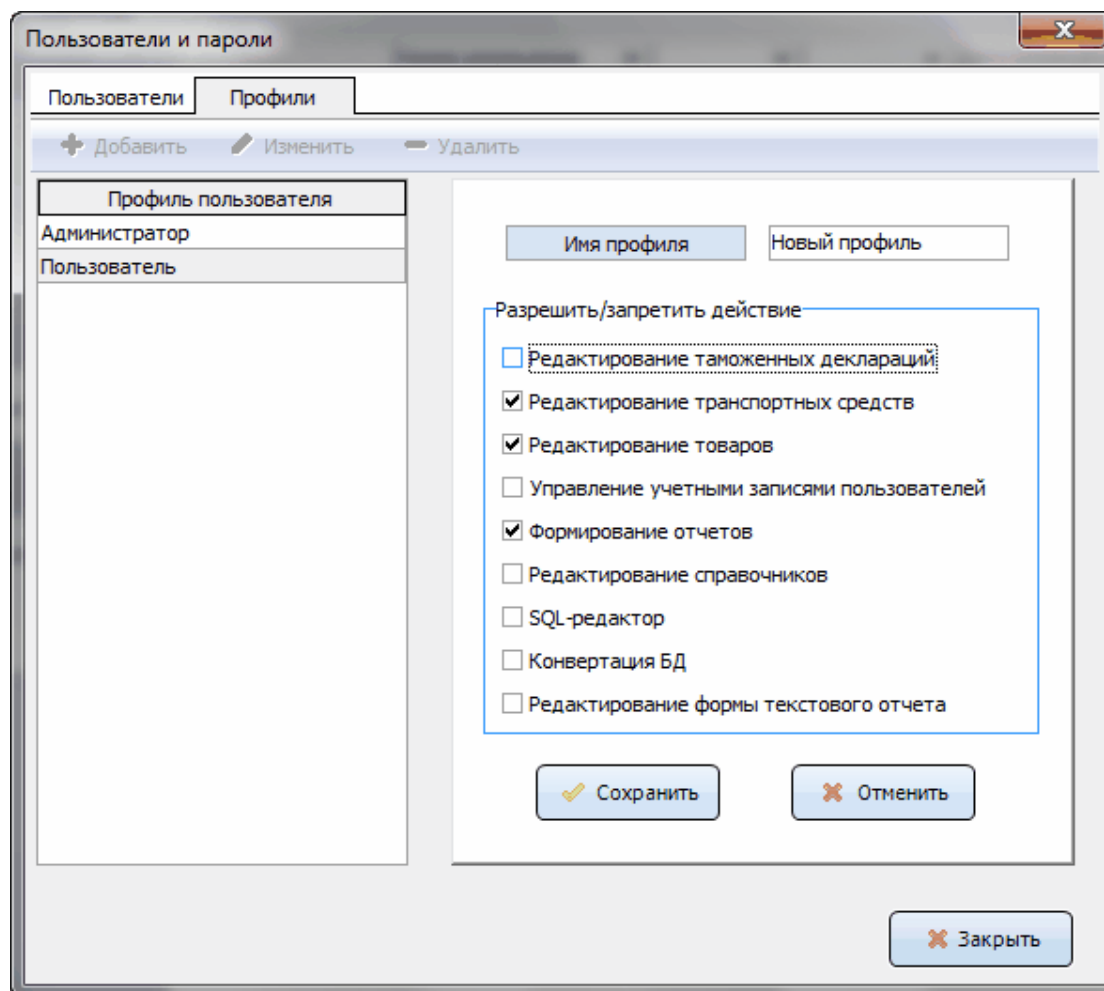 Пользователи и пароли
Пользователи Профили
Добавить Изменить Удалить
Профиль пользователя
Администратор
Пользователь
Имя профиля Новый профиль
Разрешить/запретить действие
Редактирование таможенных деклараций
Редактирование транспортных средств
Редактирование товаров
Управление учетными записями пользователей
Формирование отчетов
Редактирование справочников
SQL-редактор
Конвертация БД
Редактирование формы текстового отчета
Сохранить Отменить
Закрыть